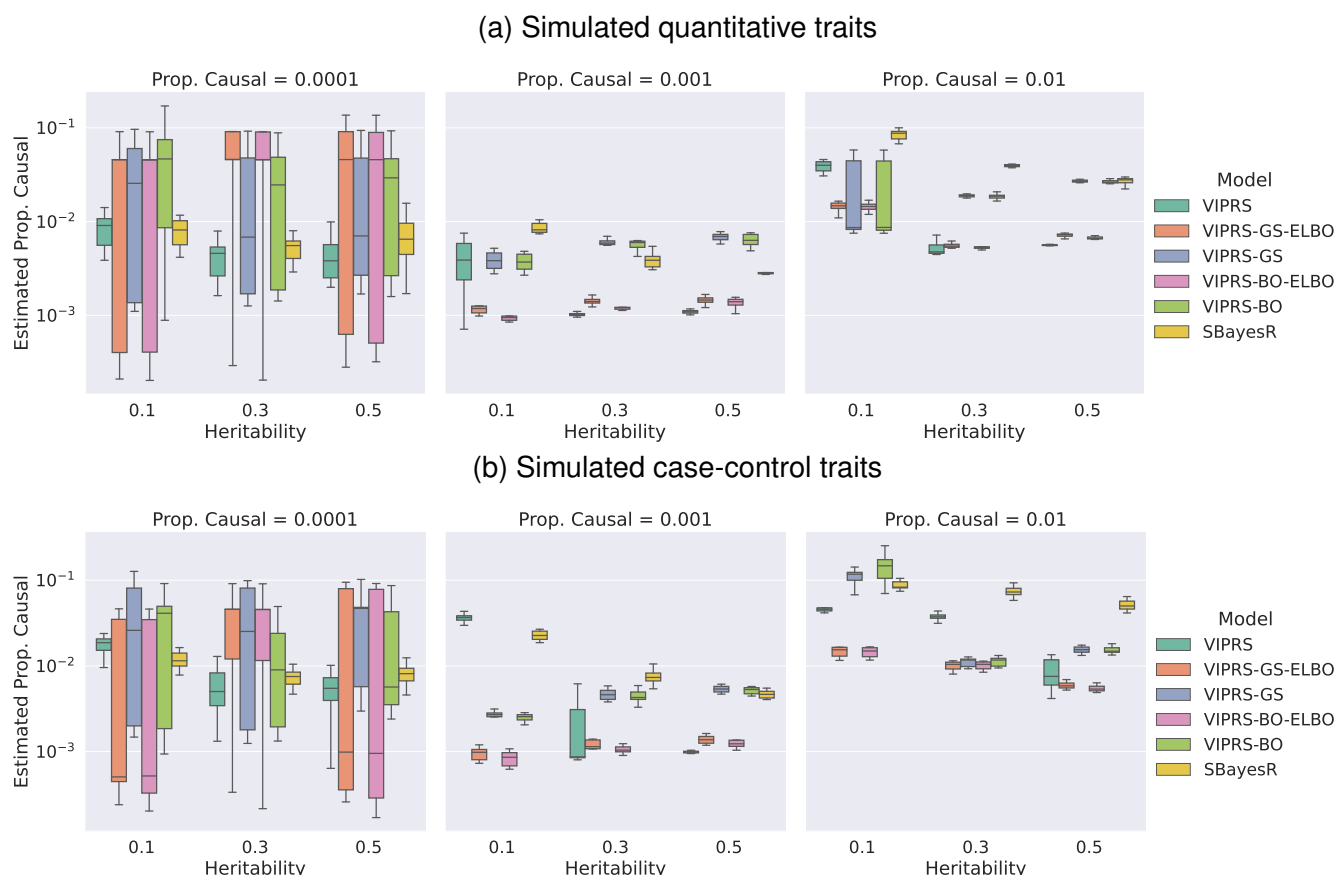 (a) Simulated quantitative traits
Prop. Causal = 0.0001
Prop. Causal = 0.001
Prop. Causal = 0.01
Estimated Prop. Causal
10⁻¹
10⁻²
10⁻³
0.1 0.3 0.5
Heritability
0.1 0.3 0.5
Heritability
0.1 0.3 0.5
Heritability
Model
VIPRS
VIPRS-GS-ELBO
VIPRS-GS
VIPRS-BO-ELBO
VIPRS-BO
SBayesR
(b) Simulated case-control traits
Prop. Causal = 0.0001
Prop. Causal = 0.001
Prop. Causal = 0.01
Estimated Prop. Causal
10⁻¹
10⁻²
10⁻³
0.1 0.3 0.5
Heritability
0.1 0.3 0.5
Heritability
0.1 0.3 0.5
Heritability
Model
VIPRS
VIPRS-GS-ELBO
VIPRS-GS
VIPRS-BO-ELBO
VIPRS-BO
SBayesR